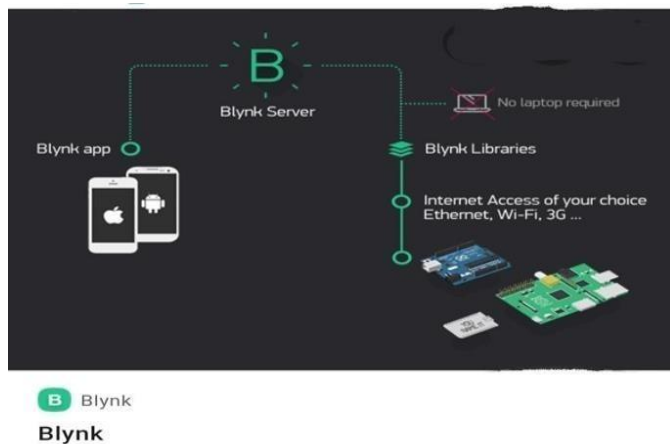 B
Blynk Server
No laptop required
Blynk app
Blynk Libraries
Internet Access of your choice
Ethernet, Wi-Fi, 3G ...
B Blynk
Blynk